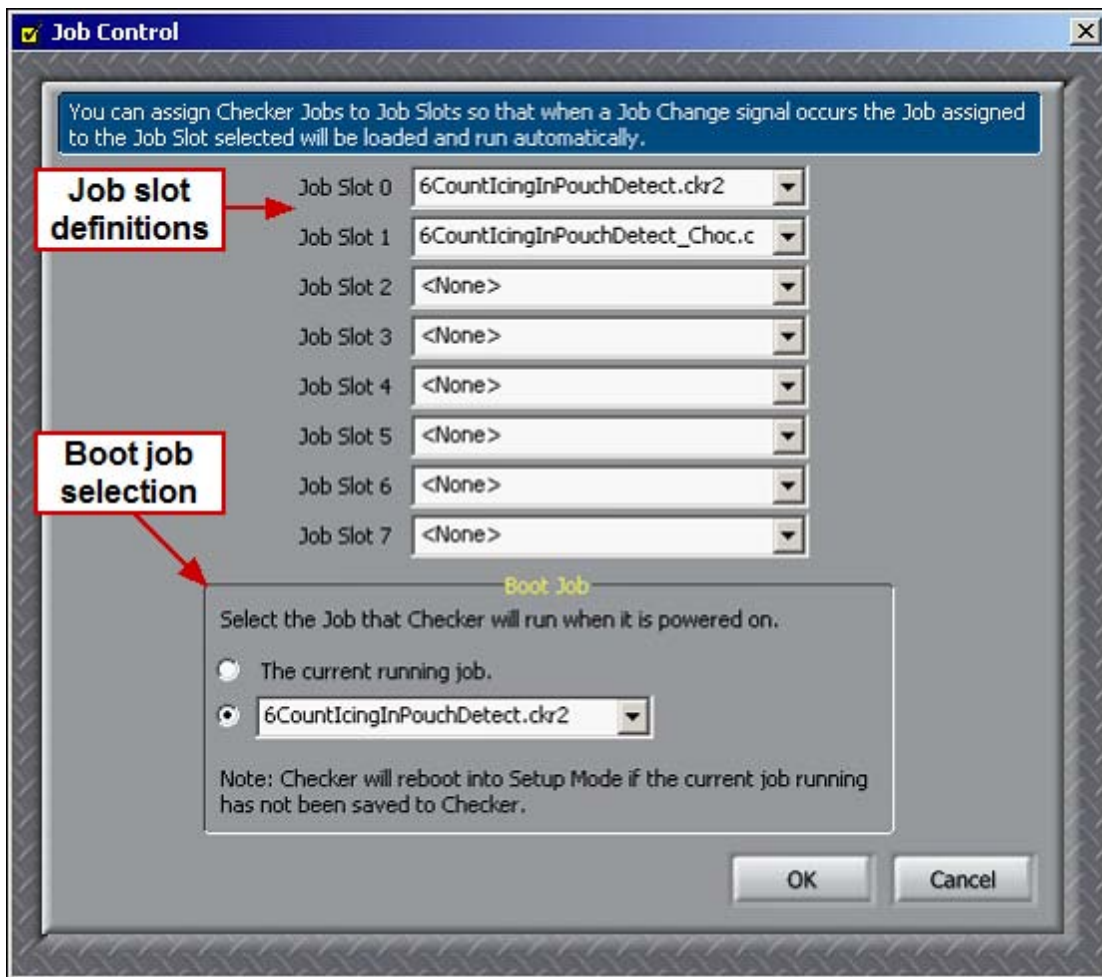 Job Control
You can assign Checker Jobs to Job Slots so that when a Job Change signal occurs the Job assigned
to the Job Slot selected will be loaded and run automatically.
Job slot
definitions
Job Slot 0 6CountIcingInPouchDetect.ckr2
Job Slot 1 6CountIcingInPouchDetect_Choc.c
Job Slot 2 <None>
Job Slot 3 <None>
Job Slot 4 <None>
Job Slot 5 <None>
Job Slot 6 <None>
Job Slot 7 <None>
Boot job
selection
Boot Job
Select the Job that Checker will run when it is powered on.
The current running job.
6CountIcingInPouchDetect.ckr2
Note: Checker will reboot into Setup Mode if the current job running
has not been saved to Checker.
OK Cancel